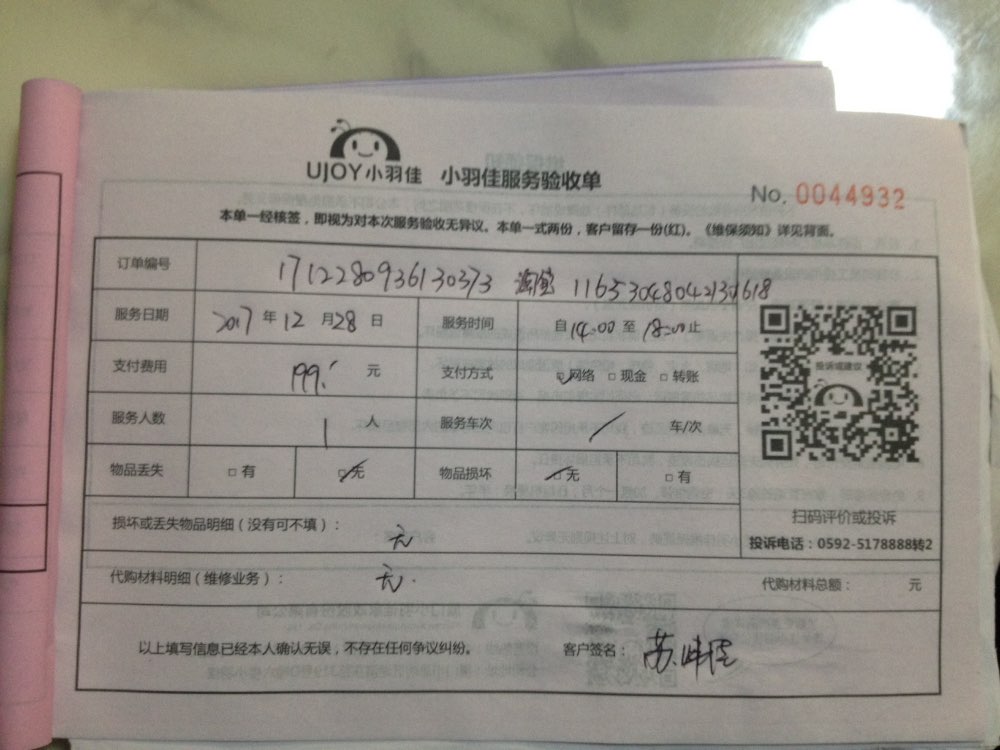 UJOY小羽佳 小羽佳服务验收单
No. 0044932
本单一经核签，即视为对本次服务验收无异议。本单一式两份，客户留存一份(红)。《维保须知》详见背面。
订单编号 1712280936130373 淘宝
服务日期 2017 年 12 月 28 日 服务时间 自 14:00 至 18:00 止
支付费用 199. 元 支付方式 ☑网络 □现金 □转账
服务人数 1 人 服务车次 / 车/次
物品丢失 □有 ☑无 物品损坏 ☑无 □有
投诉或建议
扫码评价或投诉
投诉电话：0592-5178888转2
损坏或丢失物品明细（没有可不填）： 无
代购材料明细（维修业务）： 无. 代购材料总额： 元
以上填写信息已经本人确认无误，不存在任何争议纠纷。 客户签名： 苏